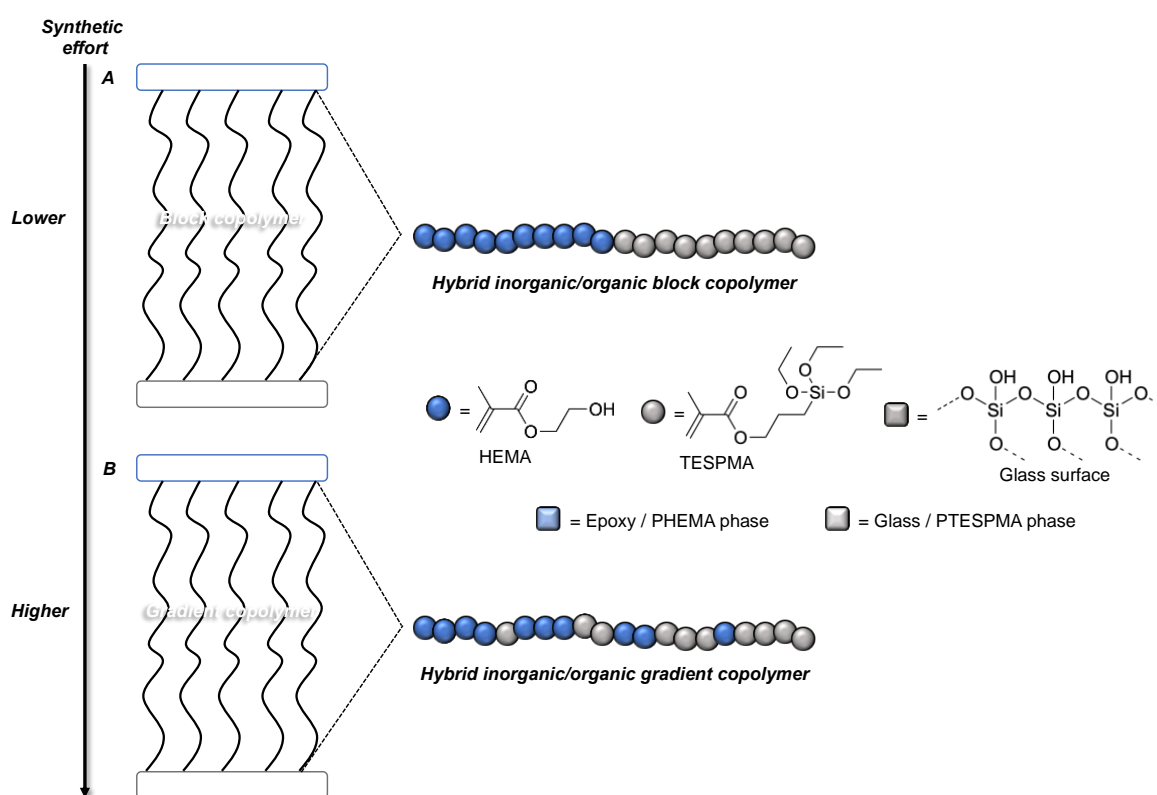 Synthetic
effort
A
Lower
Block copolymer
Hybrid inorganic/organic block copolymer
= HEMA
= TESPMA
O
O
OH
O
O
O
O
Si
O
O
=
OH OH OH
O Si O Si O Si O
O O O
Glass surface
B
= Epoxy / PHEMA phase
= Glass / PTESPMA phase
Higher
Gradient copolymer
Hybrid inorganic/organic gradient copolymer